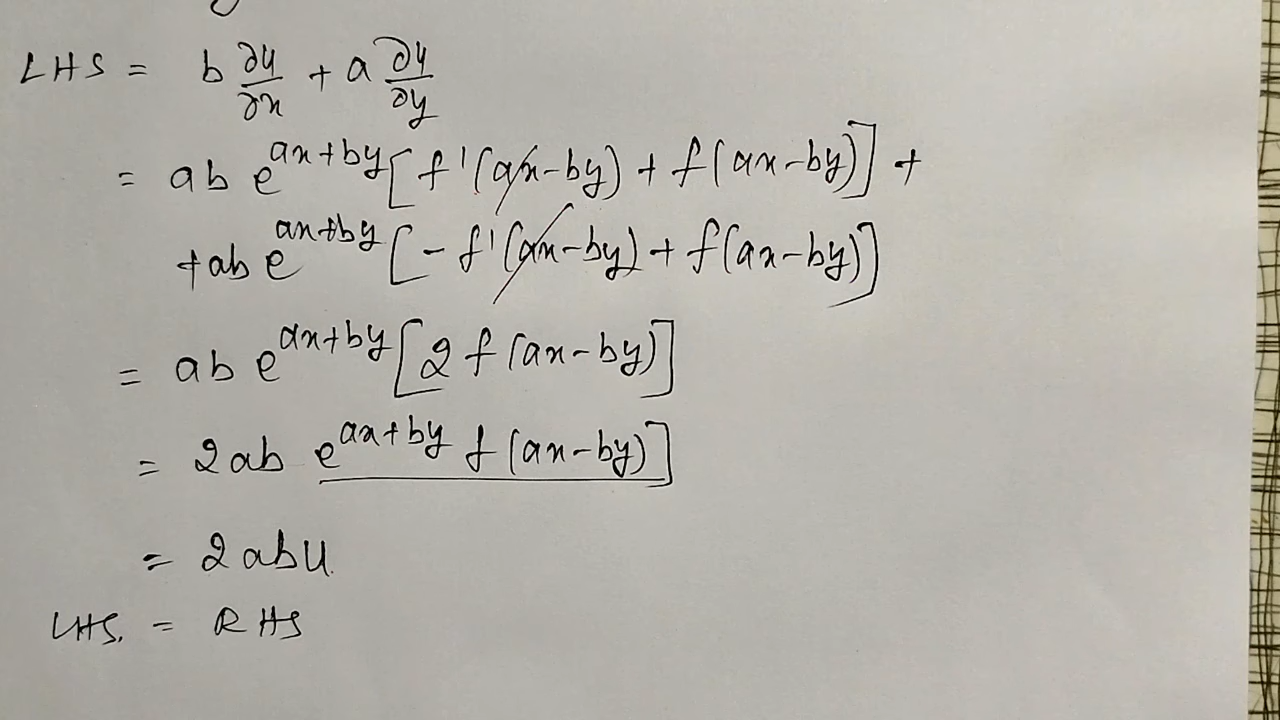 LHS = b ∂u/∂x + a ∂u/∂y
= ab e^{ax+by} [f'(ax-by) + f(ax-by)] +
+ab e^{ax+by} [- f'(ax-by) + f(ax-by)]
= ab e^{ax+by} [2 f(ax-by)]
= 2ab e^{ax+by} f(ax-by)]
= 2abu.
LHS. = RHS